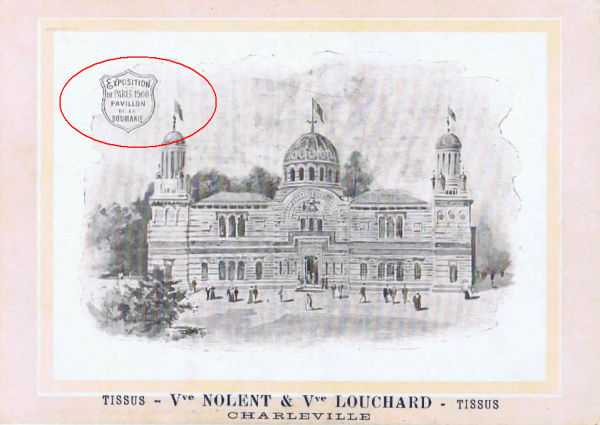 EXPOSITION
DE PARIS 1900
PAVILLON
DE LA
ROUMANIE
TISSUS - Vve NOLENT & Vve LOUCHARD - TISSUS
CHARLEVILLE